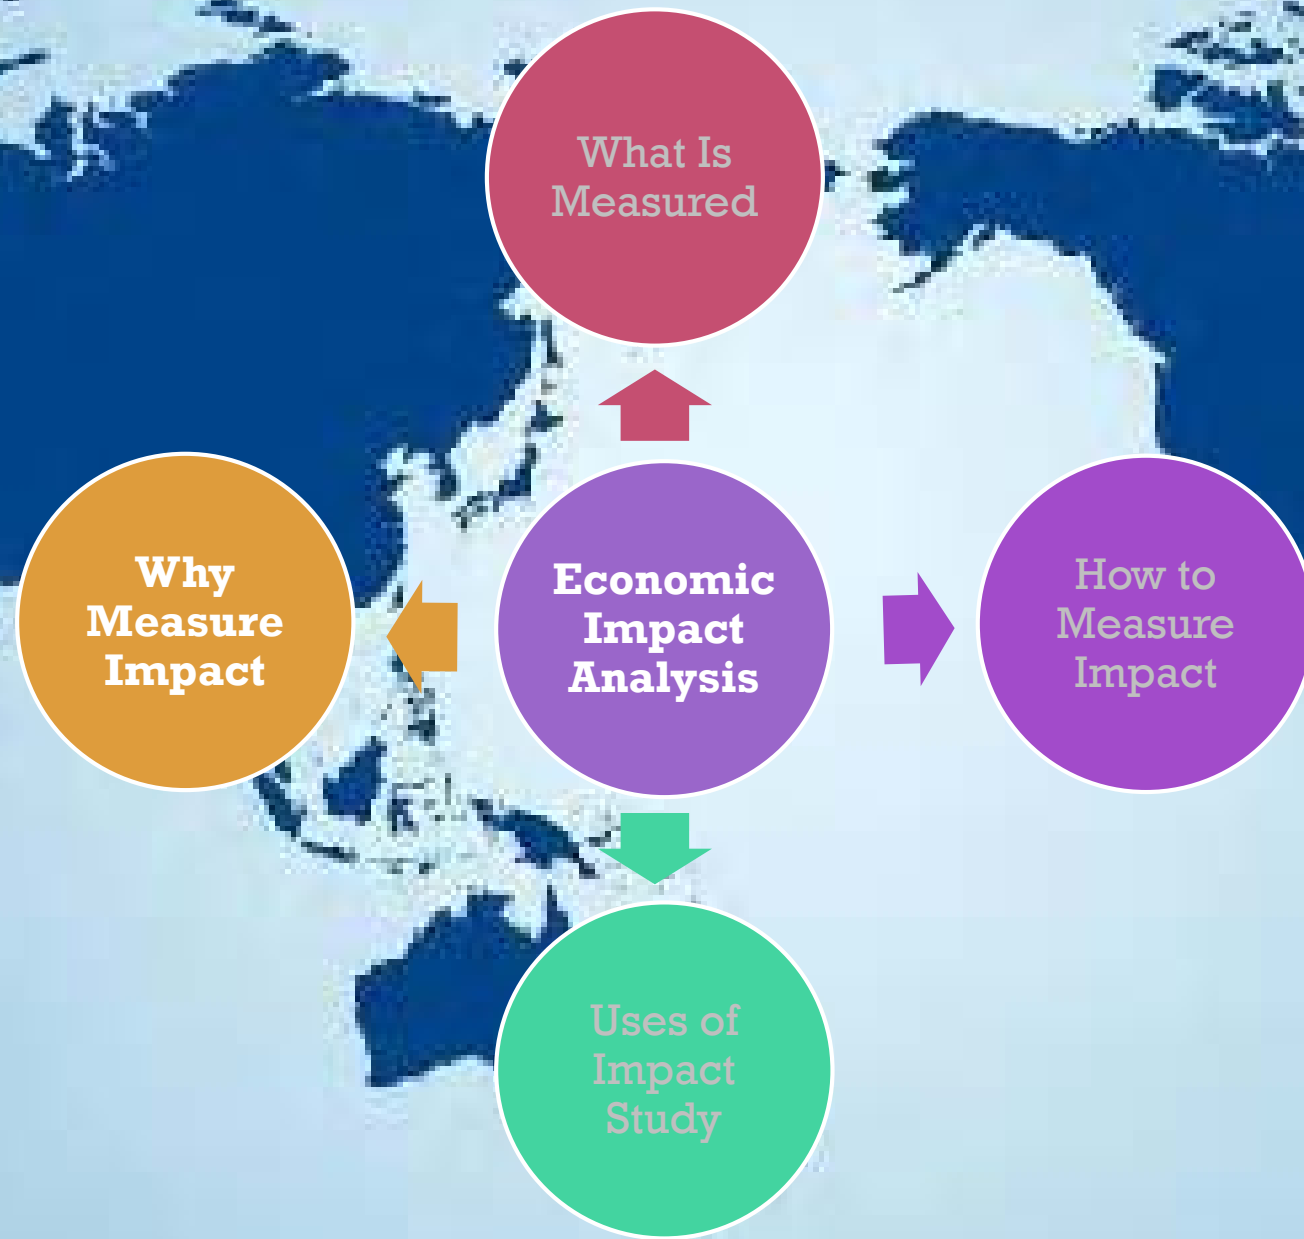 What Is
Measured
Why
Measure
Impact
Economic
Impact
Analysis
How to
Measure
Impact
Uses of
Impact
Study